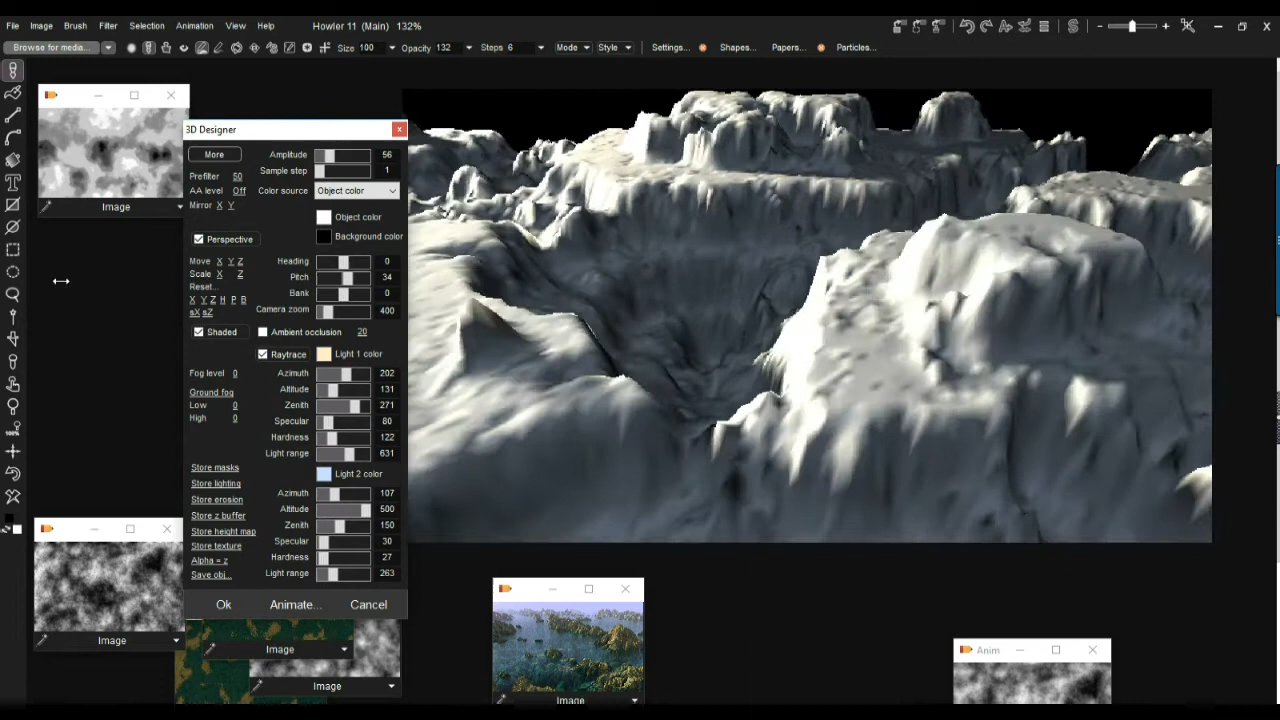 File Image Brush Filter Selection Animation View Help Howler 11 (Main) 132%
Browse for media... Size 100 Opacity 132 Steps 6 Mode Style Settings... Shapes... Papers... Particles...
3D Designer
More Amplitude 56
Sample step 1
Prefilter 50
AA level Off Color source Object color
Mirror X Y
Image
Object color
Background color
Perspective
Move X Y Z Heading 0
Scale X Z Pitch 34
Reset...
X Y Z H P B Bank 0
sX sZ Camera zoom 400
Shaded Ambient occlusion 20
Raytrace Light 1 color
Fog level 0 Azimuth 202
Altitude 131
Ground fog
Low 0 Zenith 271
High 0 Specular 80
Hardness 122
Light range 631
Store masks Light 2 color
Store lighting Azimuth 107
Store erosion Altitude 500
Store z buffer Zenith 150
Store height map Specular 30
Store texture Hardness 27
Alpha = z
Save obj... Light range 263
Ok Animate... Cancel
Image
Image
Image
Anim
Image